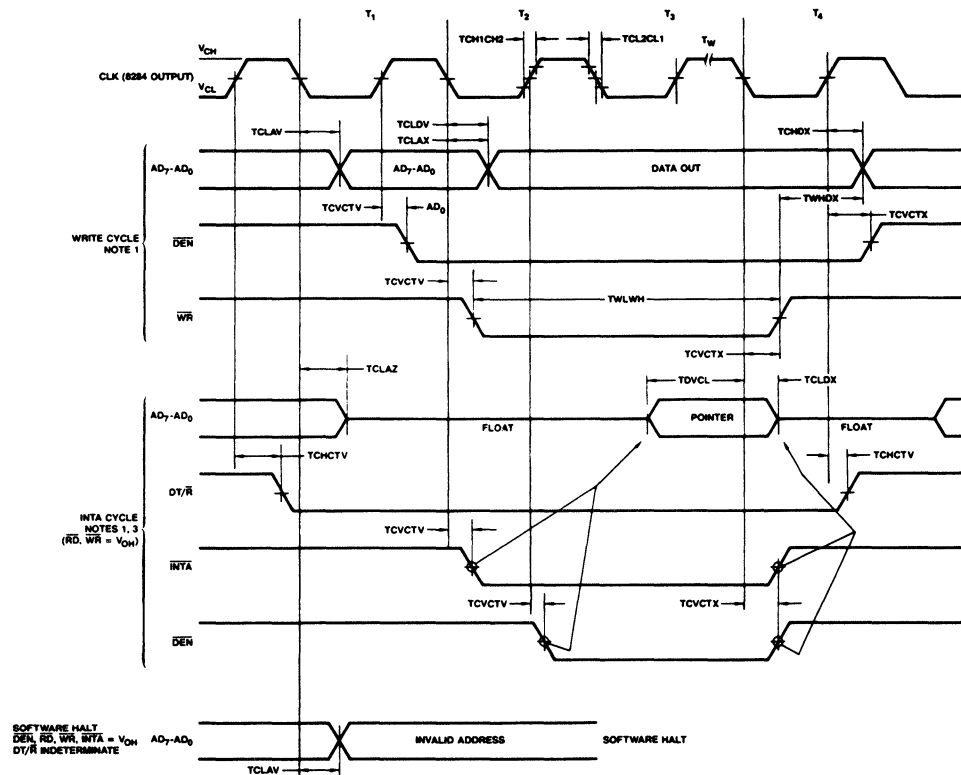 T1 T2 T3 T4
TCH1CH2 TCL2CL1 TW
VCH
CLK (8284 OUTPUT)
VCL
TCLAV TCLDV TCHDX
TCLAX
AD7-AD0 AD7-AD0 DATA OUT
TCVCTV AD0 TWHDX
TCVCTX
WRITE CYCLE
NOTE 1
DEN
TCVCTV TWLWH
WR
TCVCTX
TCLAZ TDVCL TCLDX
AD7-AD0 POINTER
FLOAT FLOAT
TCHCTV TCHCTV
DT/R
INTA CYCLE
NOTES 1, 3
(RD, WR = VOH)
TCVCTV
INTA
TCVCTV TCVCTX
DEN
SOFTWARE HALT
DEN, RD, WR, INTA = VOH
DT/R INDETERMINATE
AD7-AD0 INVALID ADDRESS SOFTWARE HALT
TCLAV